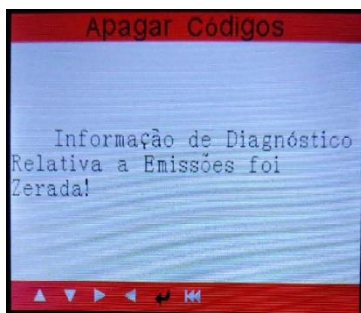 Apagar Códigos
Informação de Diagnóstico
Relativa a Emissões foi
Zerada!